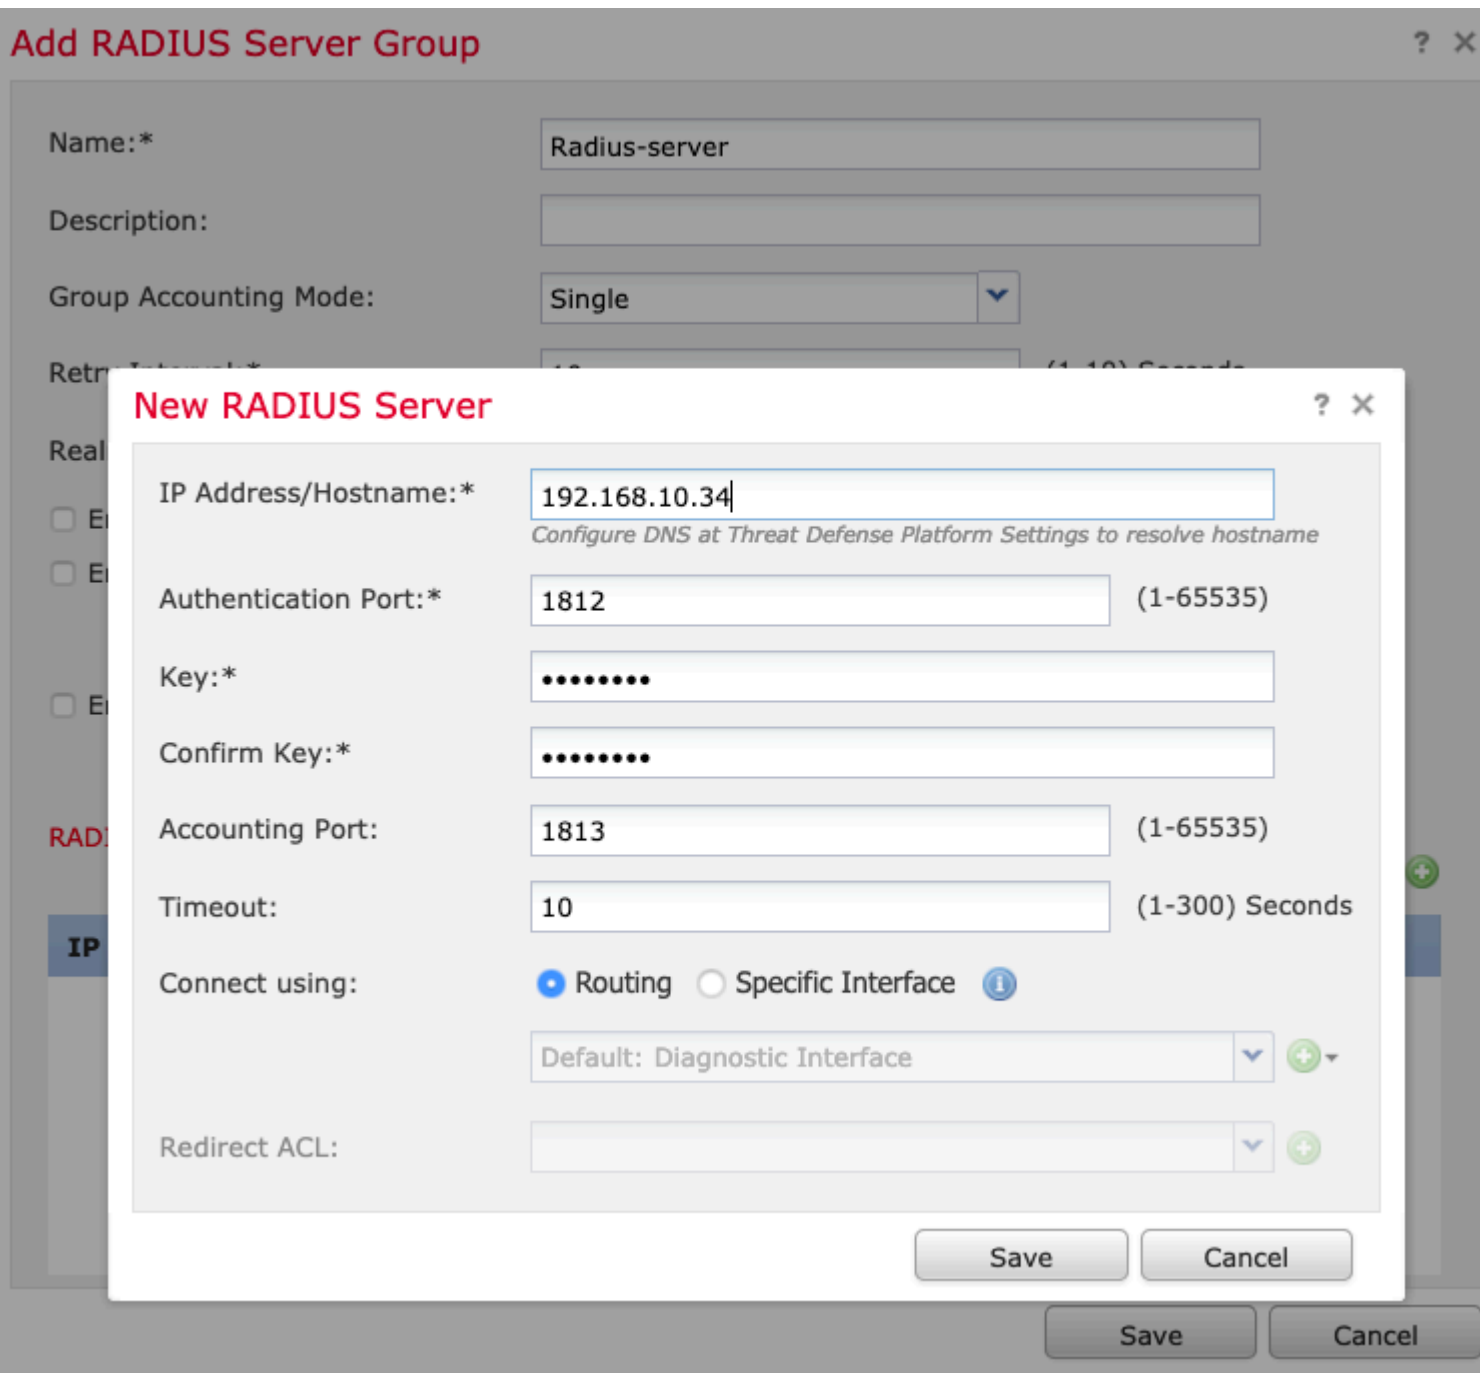 Add RADIUS Server Group ? ×
Name:* Radius-server
Description:
Group Accounting Mode: Single
New RADIUS Server ? ×
IP Address/Hostname:* 192.168.10.34
Configure DNS at Threat Defense Platform Settings to resolve hostname
Authentication Port:* 1812 (1-65535)
Key:* ••••••••
Confirm Key:* ••••••••
Accounting Port: 1813 (1-65535)
Timeout: 10 (1-300) Seconds
IP
Connect using: Routing Specific Interface
Default: Diagnostic Interface
Redirect ACL:
Save Cancel
Save Cancel